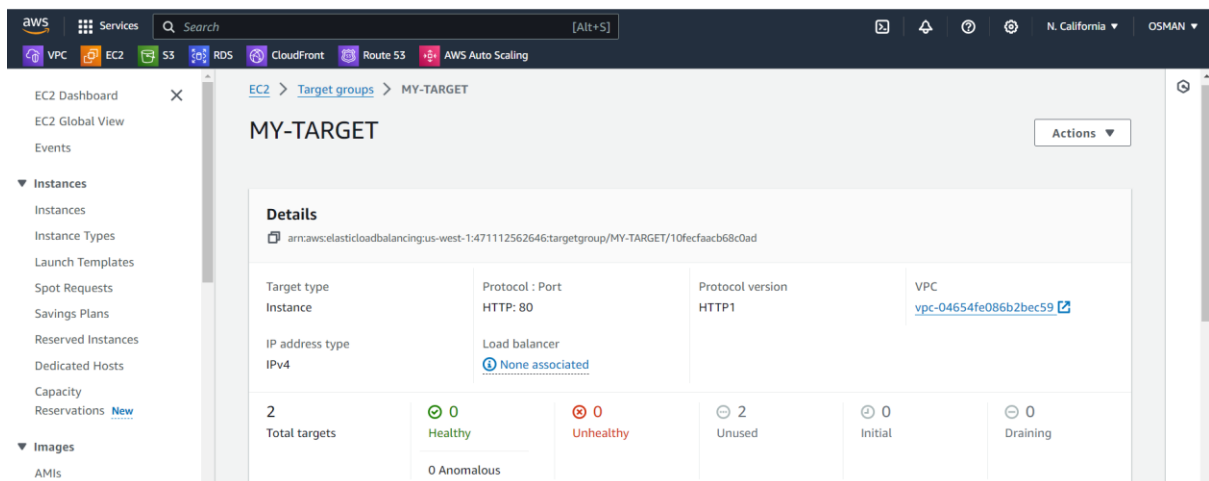 aws Services Search [Alt+S] N. California OSMAN
VPC EC2 S3 RDS CloudFront Route 53 AWS Auto Scaling
EC2 Dashboard
EC2 Global View
Events
Instances
Instances
Instance Types
Launch Templates
Spot Requests
Savings Plans
Reserved Instances
Dedicated Hosts
Capacity
Reservations New
Images
AMIs
EC2 > Target groups > MY-TARGET
MY-TARGET
Actions
Details
arn:aws:elasticloadbalancing:us-west-1:471112562646:targetgroup/MY-TARGET/10fecfaacb68c0ad
Target type Protocol : Port Protocol version VPC
Instance HTTP: 80 HTTP1 vpc-04654fe086b2bec59
IP address type Load balancer
IPv4 None associated
2 0 0 2 0 0
Total targets Healthy Unhealthy Unused Initial Draining
0 Anomalous